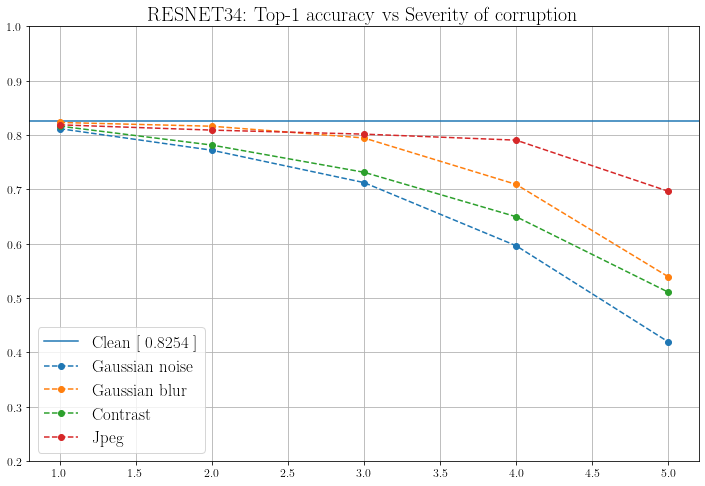 RESNET34: Top-1 accuracy vs Severity of corruption
1.0
0.9
0.8
0.7
0.6
0.5
0.4
0.3
0.2
Clean [ 0.8254 ]
Gaussian noise
Gaussian blur
Contrast
Jpeg
1.0 1.5 2.0 2.5 3.0 3.5 4.0 4.5 5.0